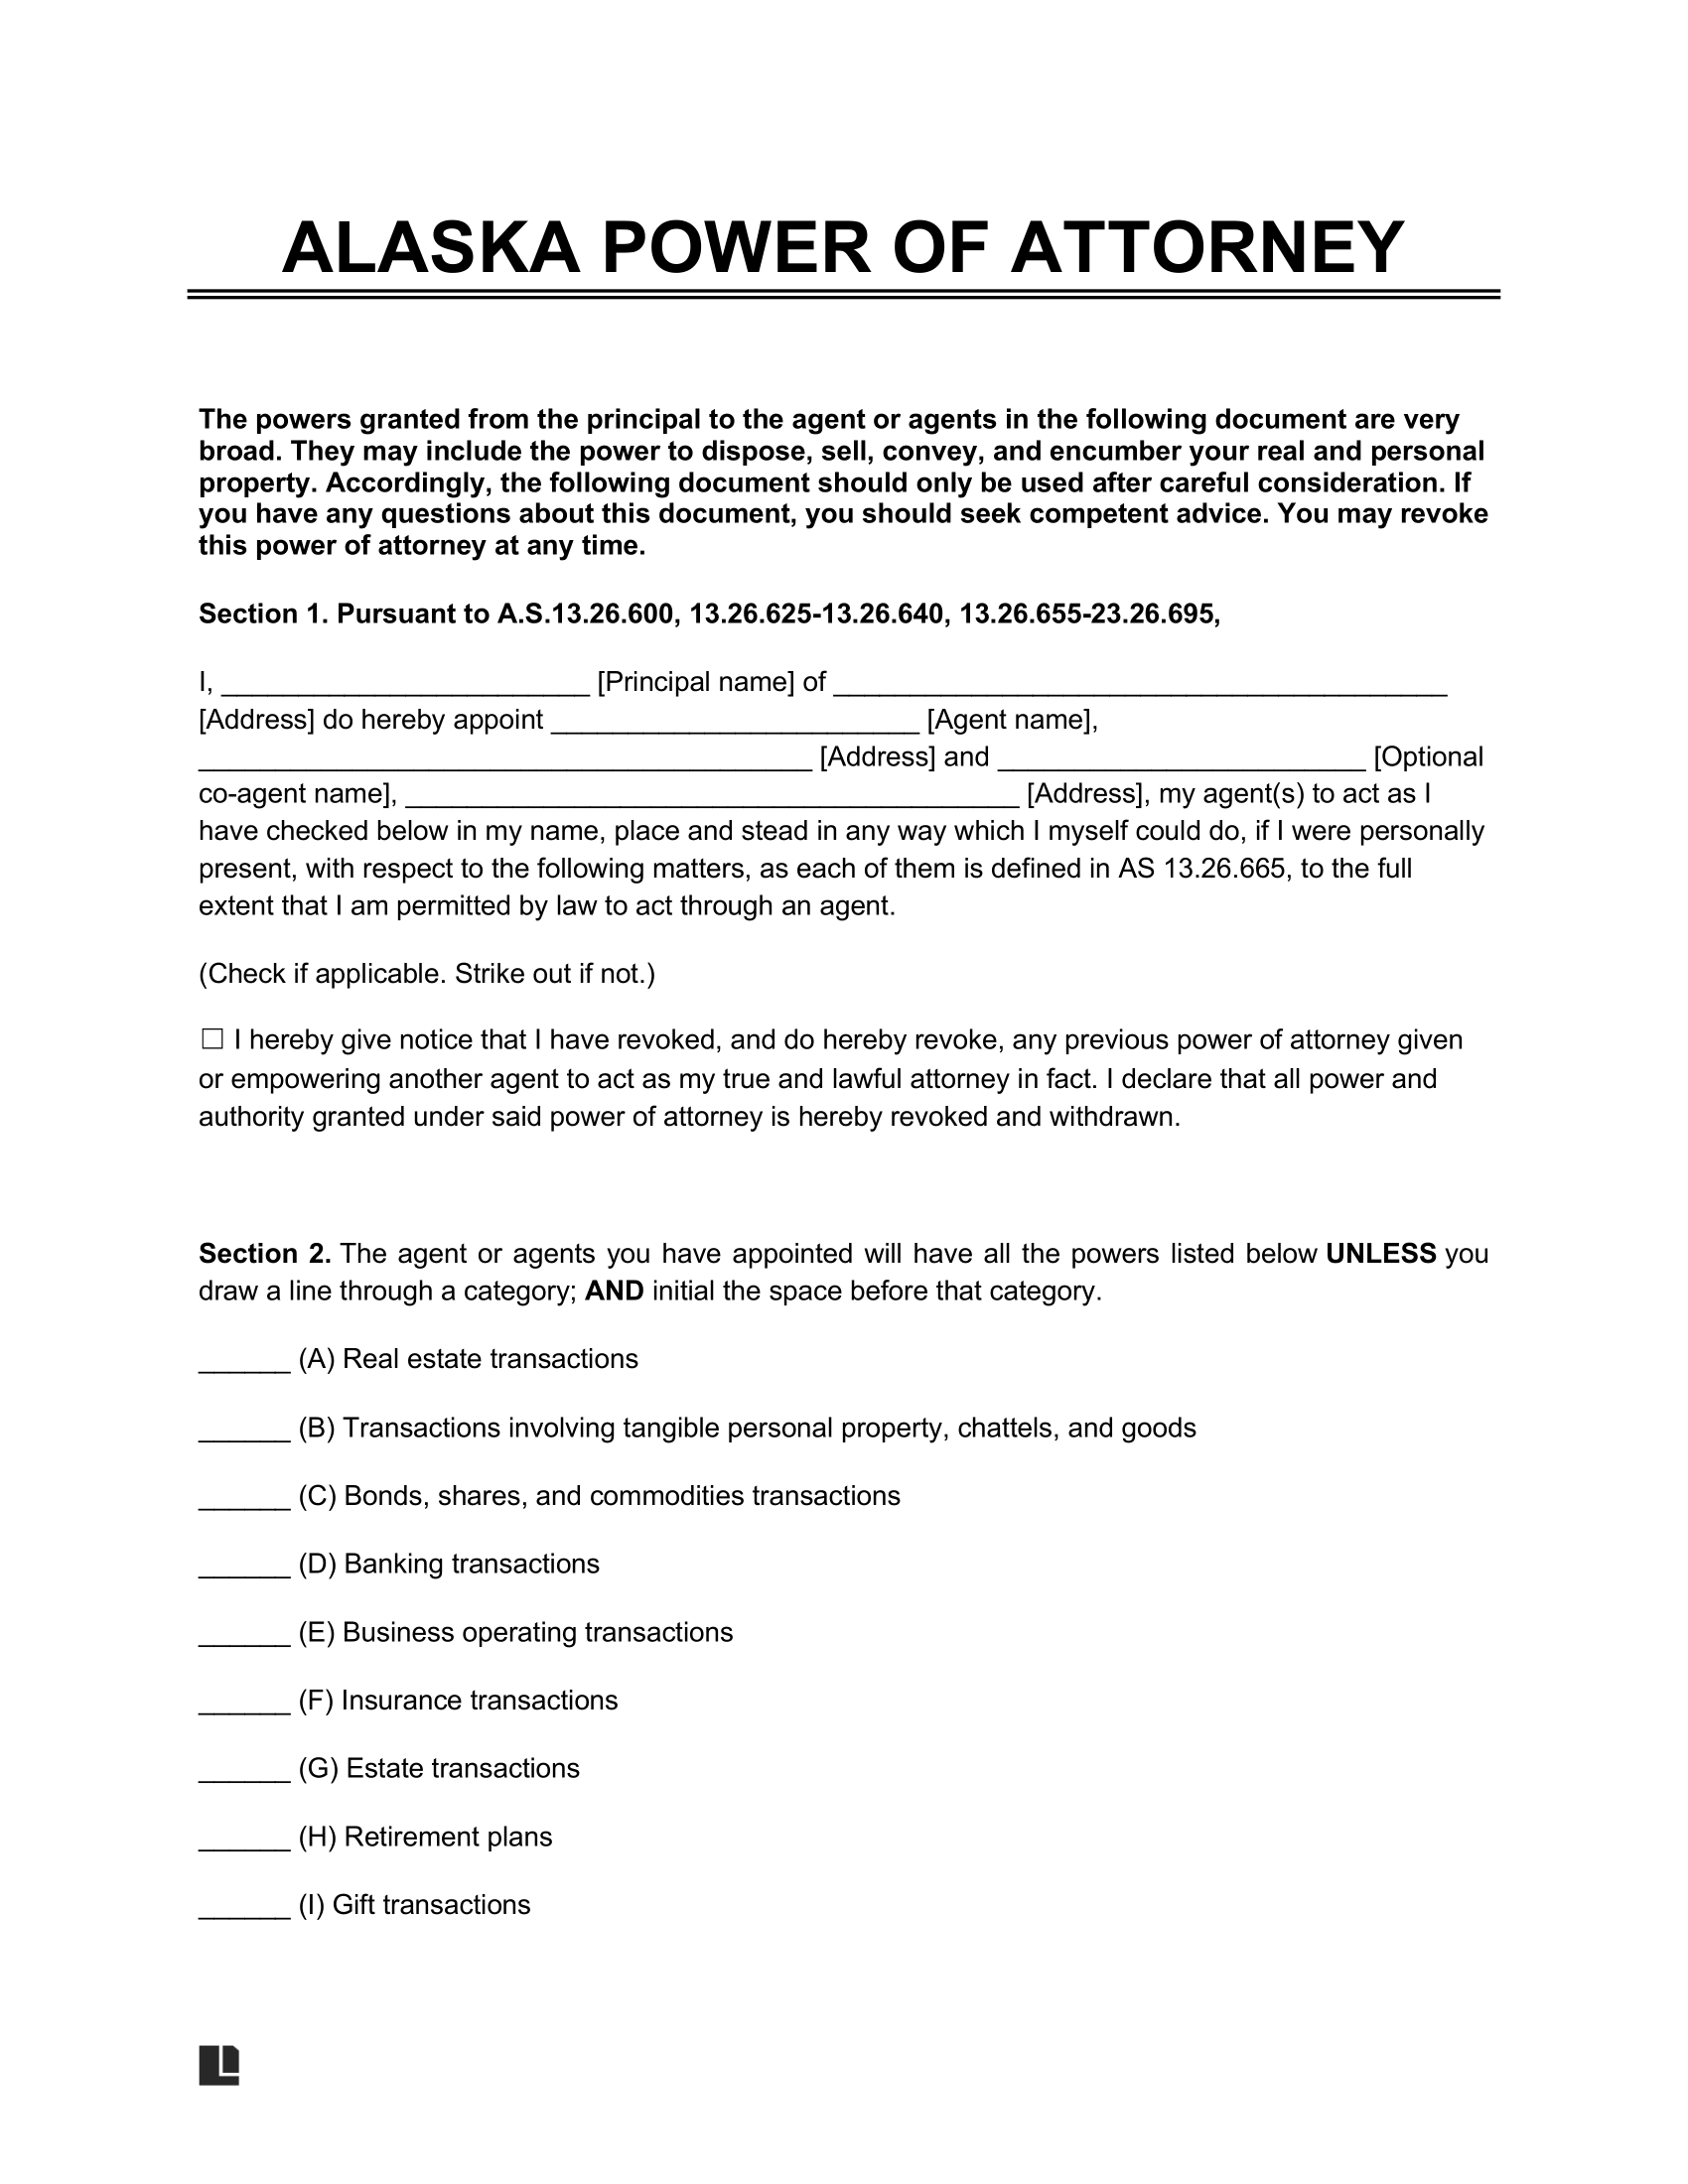 ALASKA POWER OF ATTORNEY
The powers granted from the principal to the agent or agents in the following document are very
broad. They may include the power to dispose, sell, convey, and encumber your real and personal
property. Accordingly, the following document should only be used after careful consideration. If
you have any questions about this document, you should seek competent advice. You may revoke
this power of attorney at any time.
Section 1. Pursuant to A.S.13.26.600, 13.26.625-13.26.640, 13.26.655-23.26.695,
I, ________________________ [Principal name] of ________________________________________
[Address] do hereby appoint ________________________ [Agent name],
________________________________________ [Address] and ________________________ [Optional
co-agent name], ________________________________________ [Address], my agent(s) to act as I
have checked below in my name, place and stead in any way which I myself could do, if I were personally
present, with respect to the following matters, as each of them is defined in AS 13.26.665, to the full
extent that I am permitted by law to act through an agent.
(Check if applicable. Strike out if not.)
☐ I hereby give notice that I have revoked, and do hereby revoke, any previous power of attorney given
or empowering another agent to act as my true and lawful attorney in fact. I declare that all power and
authority granted under said power of attorney is hereby revoked and withdrawn.
Section 2. The agent or agents you have appointed will have all the powers listed below UNLESS you
draw a line through a category; AND initial the space before that category.
______ (A) Real estate transactions
______ (B) Transactions involving tangible personal property, chattels, and goods
______ (C) Bonds, shares, and commodities transactions
______ (D) Banking transactions
______ (E) Business operating transactions
______ (F) Insurance transactions
______ (G) Estate transactions
______ (H) Retirement plans
______ (I) Gift transactions